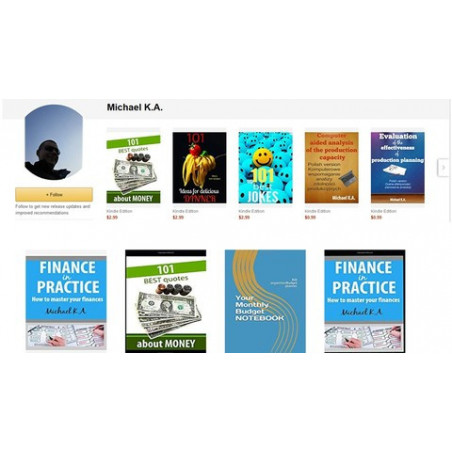 Michael K.A.
+ Follow
Follow to get new release updates and
improved recommendations
101
BEST quotes
about MONEY
Kindle Edition
$2.99
101
Ideas for delicious
DINNER
Kindle Edition
$2.99
101
best
JOKES
Kindle Edition
$2.99
Computer
aided analysis
of the production
capacity
Michael K.A.
Kindle Edition
$2.99
Evaluation
of the
effectiveness
of
production planning
Michael K.A.
Kindle Edition
$2.99
FINANCE
in
PRACTICE
How to master your finances
Michael K.A.
101
BEST quotes
about MONEY
Your
Monthly
Budget
NOTEBOOK
FINANCE
in
PRACTICE
How to master your finances
Michael K.A.